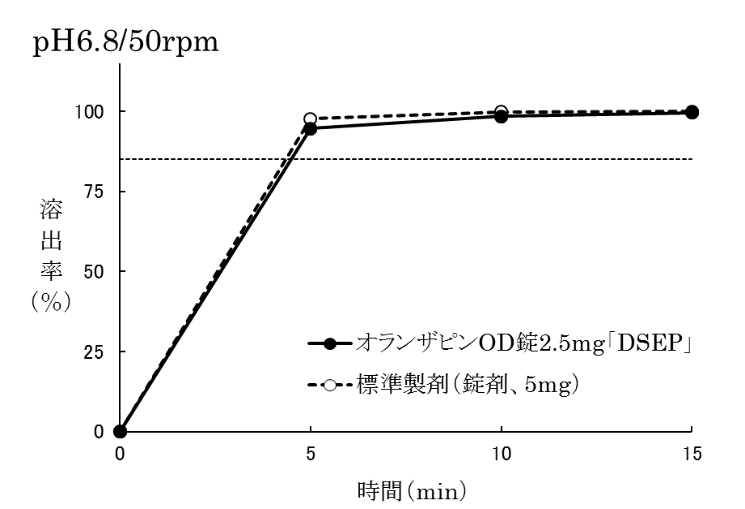 pH6.8/50rpm
100
75
50
25
0
溶出率(%)
オランザピンOD錠2.5mg「DSEP」
標準製剤(錠剤、5mg)
0 5 10 15
時間(min)